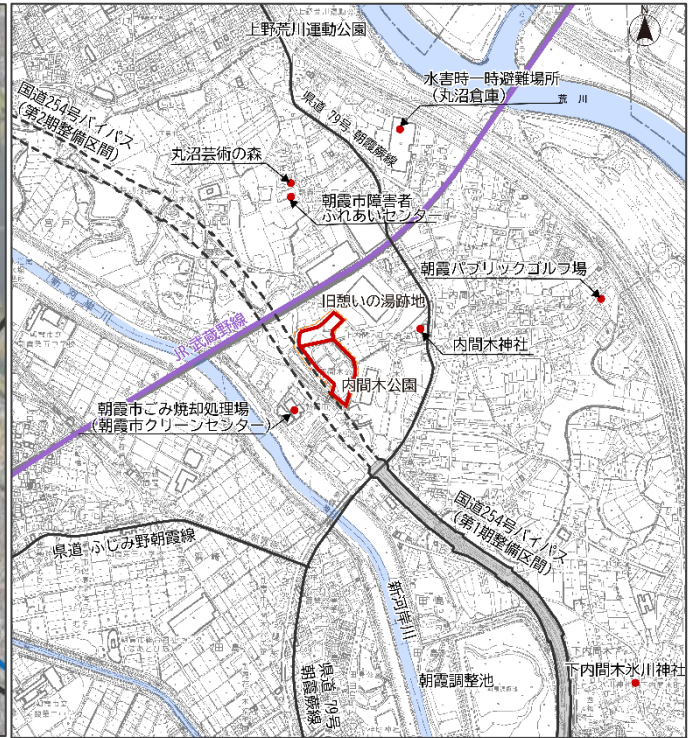 上野荒川運動公園
N
水害時一時避難場所
（丸沼倉庫）
荒川
県道 79号 朝霞蕨線
国道254号バイパス
（第2期整備区間）
丸沼芸術の森
朝霞市障害者
ふれあいセンター
朝霞パブリックゴルフ場
旧憩いの湯跡地
新河岸川
JR 武蔵野線
内間木神社
内間木公園
朝霞市ごみ焼却処理場
（朝霞市クリーンセンター）
国道254号バイパス
（第1期整備区間）
県道 ふじみ野朝霞線
新河岸川
田島
県道 79号
朝霞蕨線
朝霞調整池
下内間木
下内間木氷川神社